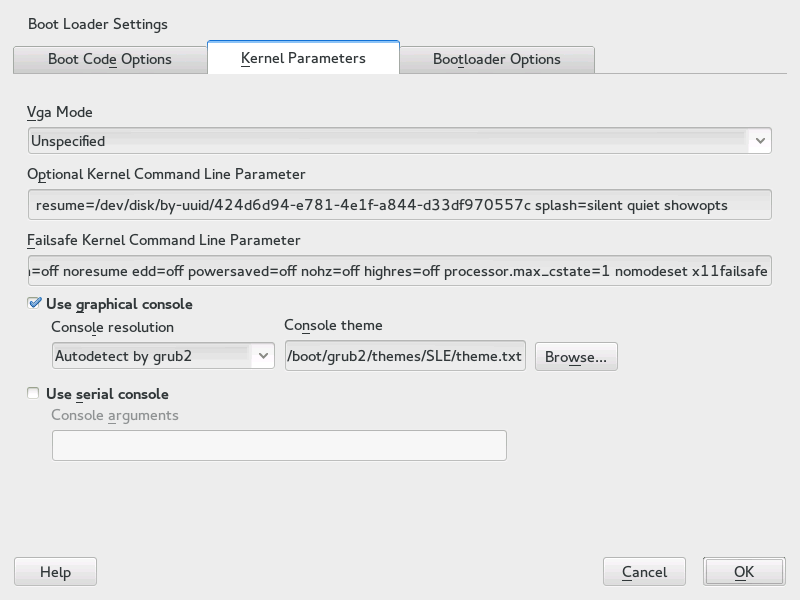 Boot Loader Settings
Boot Code Options
Kernel Parameters
Bootloader Options
Vga Mode
Unspecified
Optional Kernel Command Line Parameter
resume=/dev/disk/by-uuid/424d6d94-e781-4e1f-a844-d33df970557c splash=silent quiet showopts
Failsafe Kernel Command Line Parameter
=off noresume edd=off powersaved=off nohz=off highres=off processor.max_cstate=1 nomodeset x11failsafe
Use graphical console
Console resolution
Console theme
Autodetect by grub2
/boot/grub2/themes/SLE/theme.txt
Browse...
Use serial console
Console arguments
Help
Cancel
OK